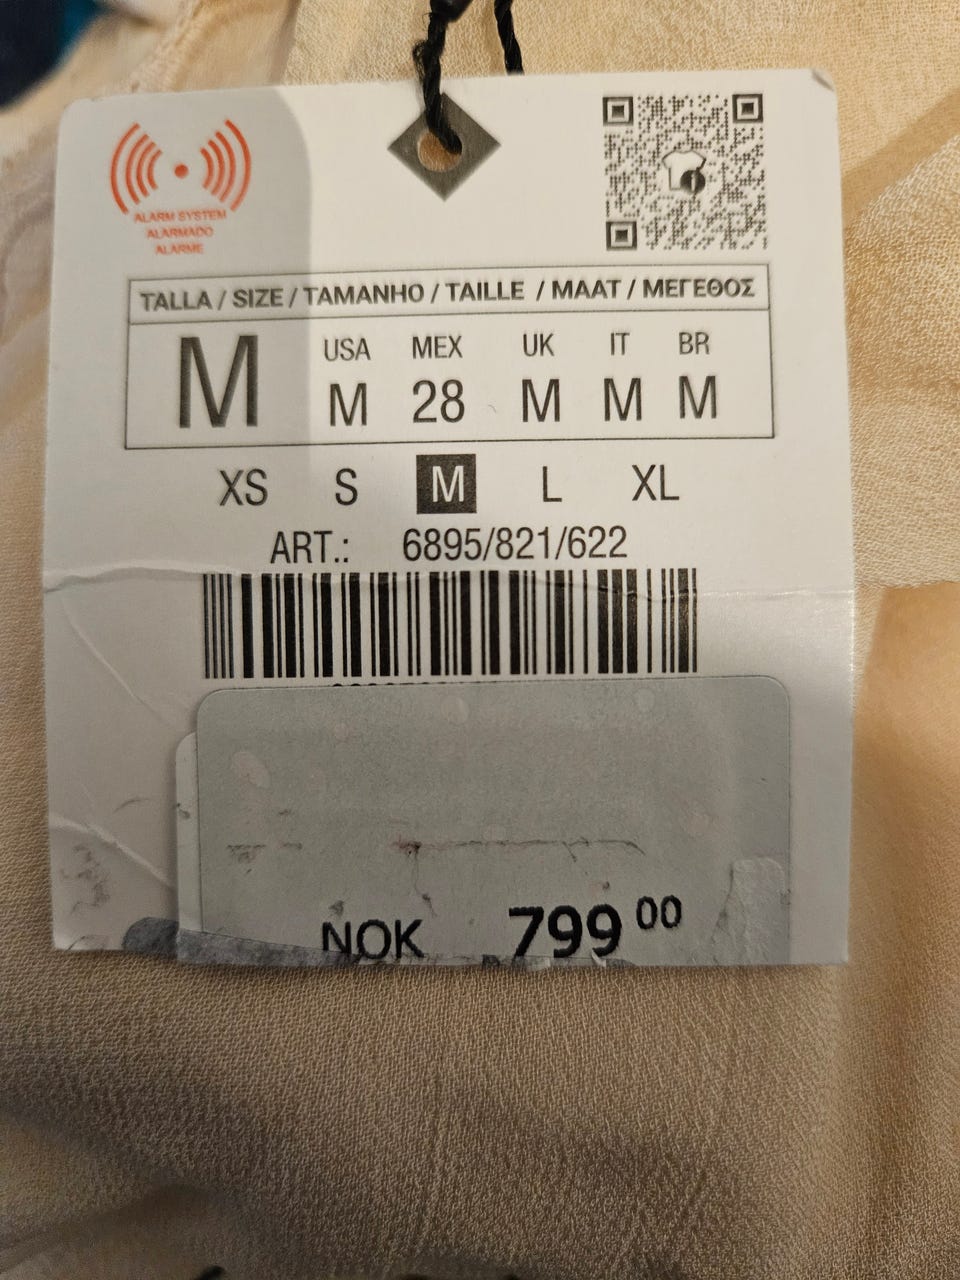 ALARM SYSTEM
ALARMADO
ALARME
TALLA / SIZE / TAMANHO / TAILLE / MAAT / ΜΕΓΕΘΟΣ
USA MEX UK IT BR
M M 28 M M M
XS S M L XL
ART.: 6895/821/622
NOK 799 00